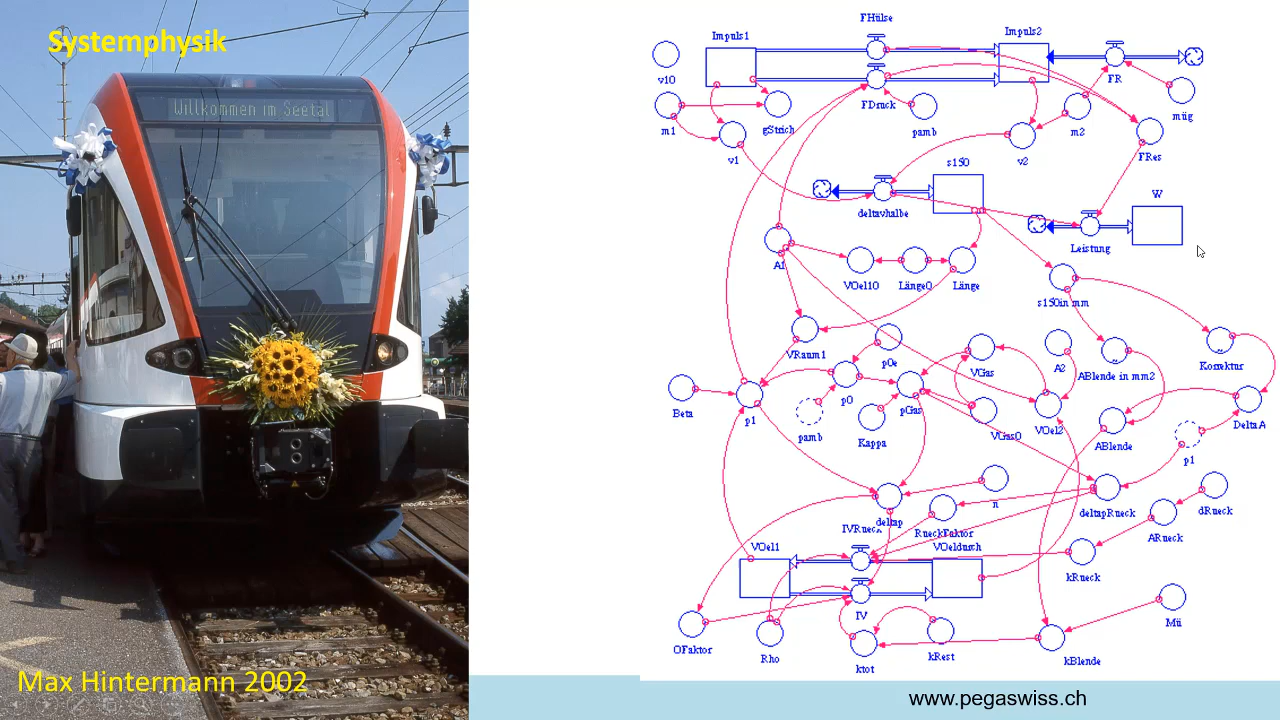 Systemphysik
Willkommen im Seetal
Max Hintermann 2002
FHülse
Impuls1
Impuls2
v10
FR
FDruck
m1
gStrich
pamb
m2
müg
v1
v2
FRes
s150
deltavhalbe
W
Leistung
A1
VOel10
Länge0
Länge
s150in mm
VRaum1
p0e
VGas
A2
ABlende in mm2
Korrektur
Beta
p1
p0
pGas
pamb
Kappa
VGas0
VOel2
ABlende
Delta A
p1
n
deltap
deltapRueck
dRueck
IVRueck
RueckFaktor
ARueck
VOel1
VOeldurch
kRueck
IV
OFaktor
Rho
ktot
kRest
kBlende
Mü
www.pegaswiss.ch